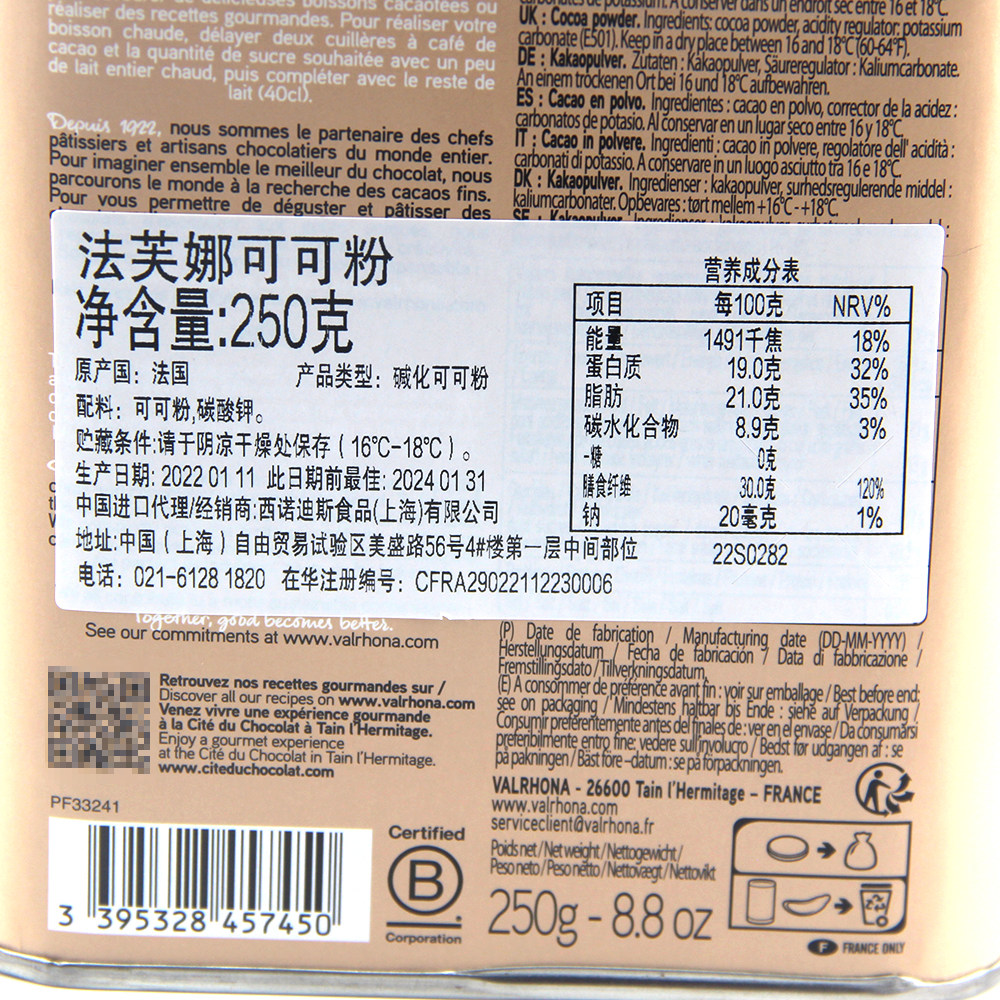 réaliser des recettes gourmandes. Pour réaliser votre
boisson chaude, délayer deux cuillères à café de
cacao et la quantité de sucre souhaitée avec un peu
de lait entier chaud, puis compléter avec le reste de
lait (40cl).
Depuis 1922, nous sommes le partenaire des chefs
pâtissiers et artisans chocolatiers du monde entier.
Pour imaginer ensemble le meilleur du chocolat, nous
parcourons le monde à la recherche des cacaos fins.
Pour vous permettre de déguster et pâtisser des
UK : Cocoa powder. Ingredients: cocoa powder, acidity regulator: potassium
carbonate (E501). Keep in a dry place between 16 and 18°C (60-64°F).
DE : Kakaopulver. Zutaten : Kakaopulver, Säureregulator : Kaliumcarbonate.
An einem trockenen Ort bei 16 und 18°C aufbewahren.
ES : Cacao en polvo. Ingredientes : cacao en polvo, corrector de la acidez :
carbonatos de potasio. Al conservar en un lugar seco entre 16 y 18°C.
IT : Cacao in polvere. Ingredienti : cacao in polvere, regolatore dell' acidità :
carbonati di potassio. A conservare in un luogo asciutto tra 16 e 18°C.
DK : Kakaopulver. Ingredienser : kakaopulver, surhedsregulerende middel :
kaliumcarbonater. Opbevares : tørt mellem +16°C - +18°C.
法芙娜可可粉
净含量:250克
原产国：法国 产品类型：碱化可可粉
配料：可可粉,碳酸钾。
贮藏条件:请于阴凉干燥处保存（16℃-18℃）。
生产日期: 2022 01 11 此日期前最佳: 2024 01 31
中国进口代理/经销商:西诺迪斯食品(上海)有限公司
地址:中国（上海）自由贸易试验区美盛路56号4#楼第一层中间部位
电话：021-6128 1820 在华注册编号：CFRA29022112230006
营养成分表
项目 每100克 NRV%
能量 1491千焦 18%
蛋白质 19.0克 32%
脂肪 21.0克 35%
碳水化合物 8.9克 3%
-糖 0克
膳食纤维 30.0克 120%
钠 20毫克 1%
22S0282
Together, good becomes better.
See our commitments at www.valrhona.com
Retrouvez nos recettes gourmandes sur /
Discover all our recipes on www.valrhona.com
Venez vivre une expérience gourmande
à la Cité du Chocolat à Tain l'Hermitage.
Enjoy a gourmet experience
at the Cité du Chocolat in Tain l'Hermitage.
www.citeduchocolat.com
PF33241
3 395328 457450
Certified
B
Corporation
(P) Date de fabrication / Manufacturing date (DD-MM-YYYY) /
Herstellungsdatum / Fecha de fabricación / Data di fabbricazione /
Fremstillingsdato / Tillverkningsdatum,
(E) A consommer de préférence avant fin : voir sur emballage / Best before end:
see on packaging / Mindestens haltbar bis Ende : siehe auf Verpackung /
Consumir preferentemente antes del finales de : ver en el envase / Da consumarsi
preferibilmente entro fine: vedere sull'involucro / Bedst før udgangen af : se
på pakningen / Bäst före -datum : se på förpackningen.
VALRHONA - 26600 Tain l'Hermitage - FRANCE
www.valrhona.com
serviceclient@valrhona.fr
Poids net / Net weight / Nettogewicht /
Peso neto / Peso netto / Nettovægt / Nettovikt
250g - 8.8 oz
F FRANCE ONLY